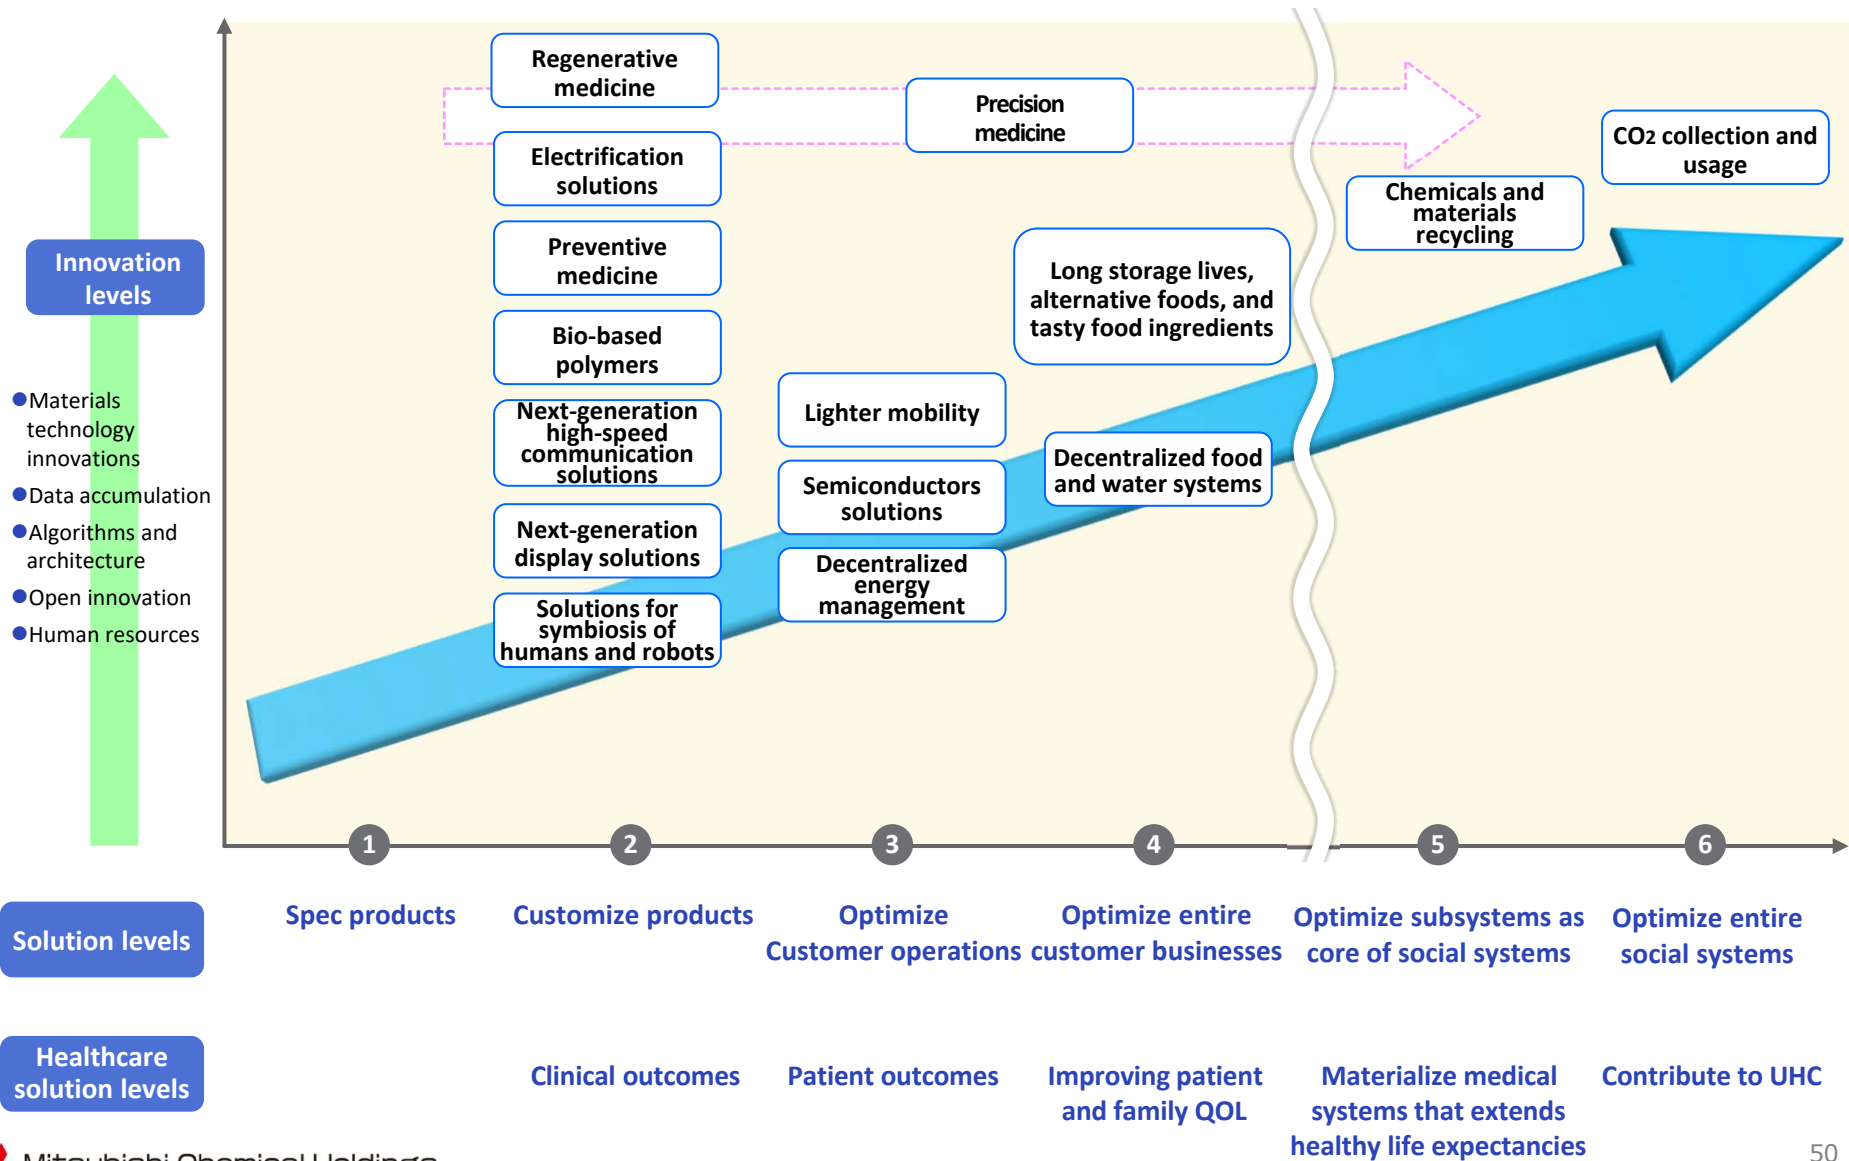 Regenerative
medicine
Precision
medicine
CO2 collection and
usage
Electrification
solutions
Chemicals and
materials
recycling
Preventive
medicine
Long storage lives,
alternative foods, and
tasty food ingredients
Innovation
levels
Bio-based
polymers
Lighter mobility
Next-generation
high-speed
communication
solutions
Decentralized food
and water systems
Semiconductors
solutions
Next-generation
display solutions
Decentralized
energy
management
Solutions for
symbiosis of
humans and robots
●Materials
technology
innovations
●Data accumulation
●Algorithms and
architecture
●Open innovation
●Human resources
1 2 3 4 5 6
Solution levels
Spec products
Customize products
Optimize
Customer operations
Optimize entire
customer businesses
Optimize subsystems as
core of social systems
Optimize entire
social systems
Healthcare
solution levels
Clinical outcomes
Patient outcomes
Improving patient
and family QOL
Materialize medical
systems that extends
healthy life expectancies
Contribute to UHC
Mitsubishi Chemical Holdings
50